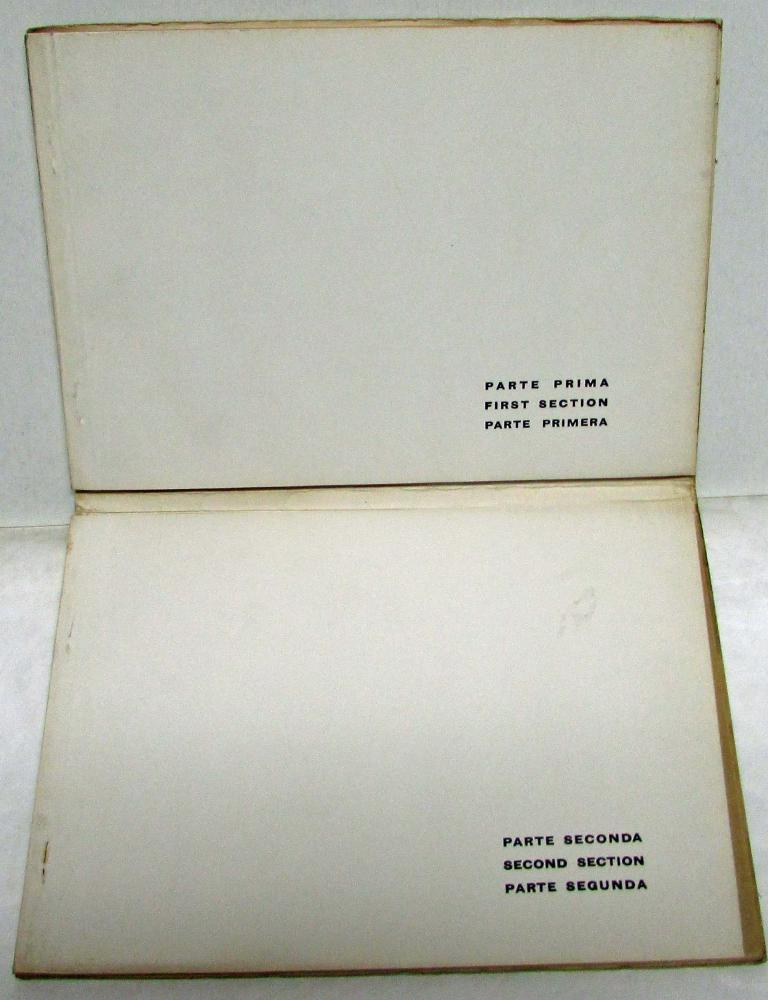 PARTE PRIMA
FIRST SECTION
PARTE PRIMERA
PARTE SECONDA
SECOND SECTION
PARTE SEGUNDA